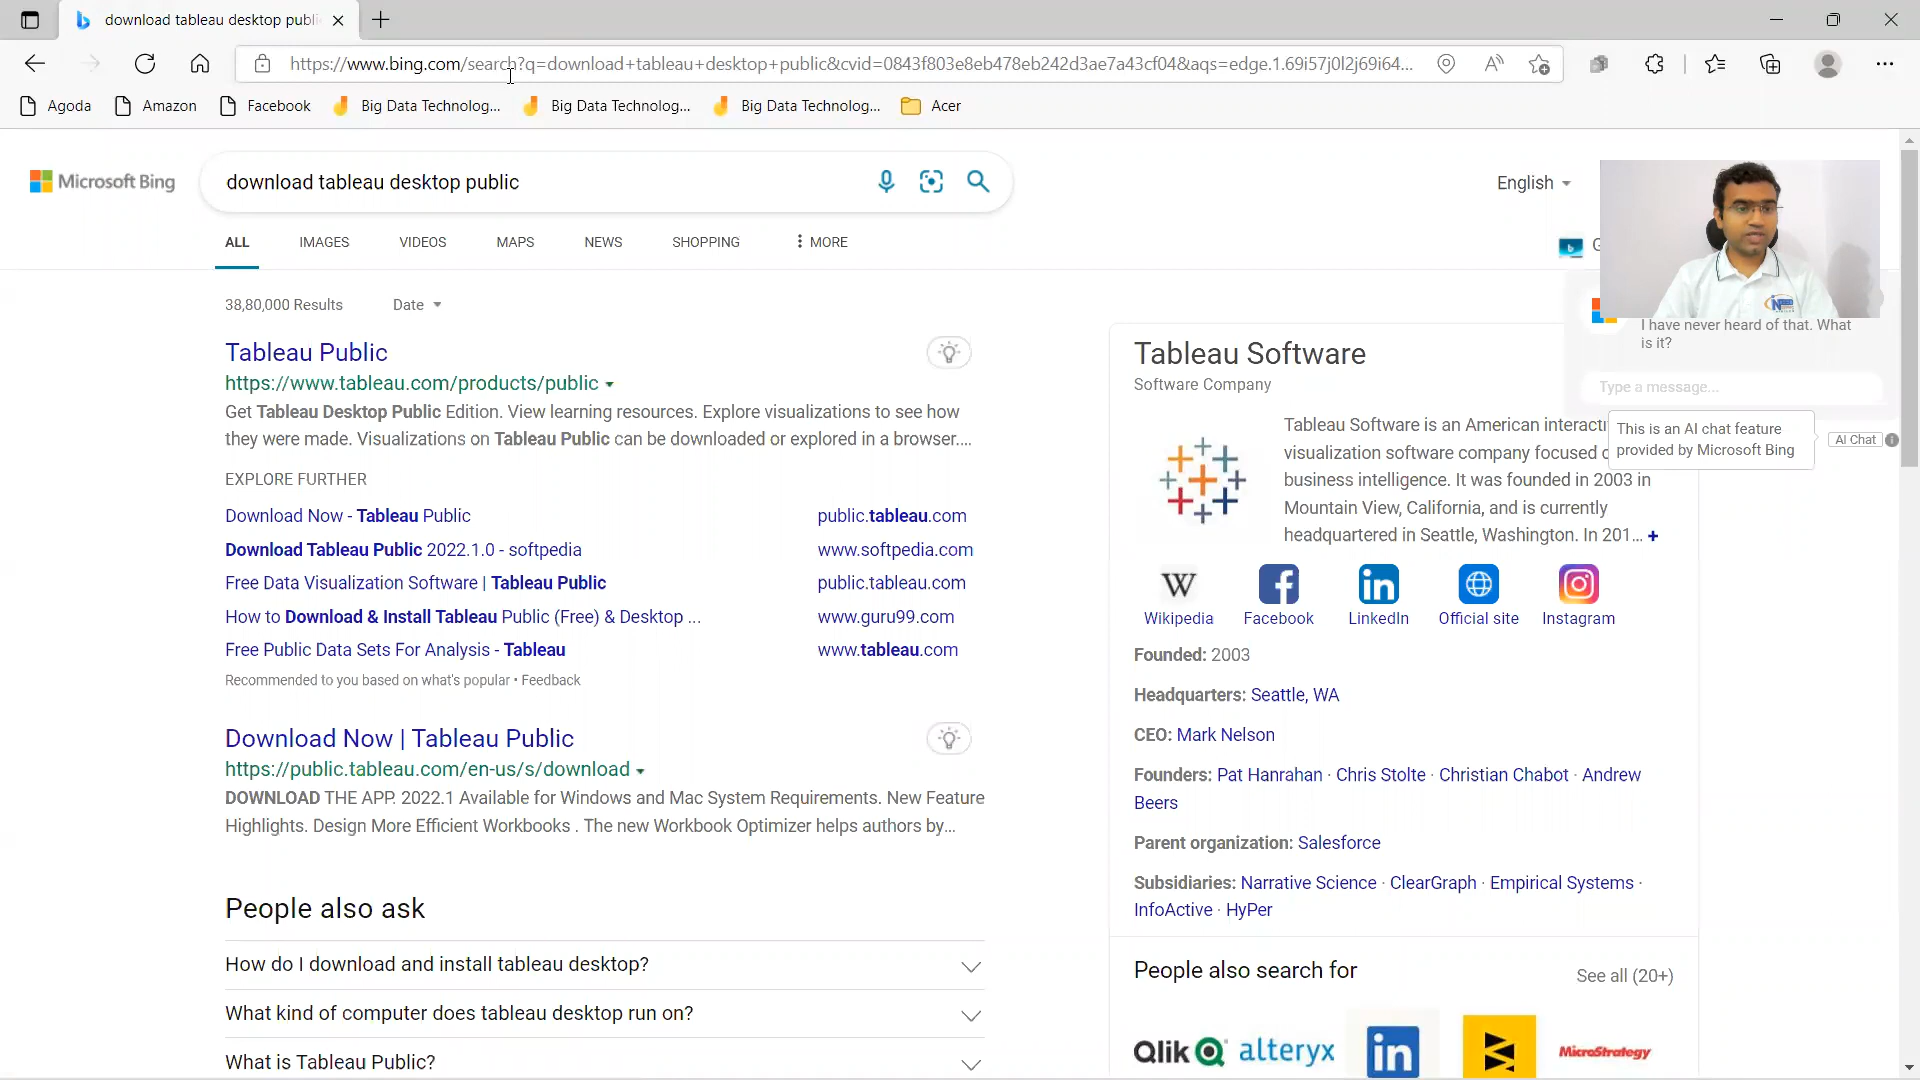 download tableau desktop publi
https://www.bing.com/search?q=download+tableau+desktop+public&cvid=0843f803e8eb478eb242d3ae7a43cf04&aqs=edge.1.69i57j0l2j69i64...
Agoda Amazon Facebook Big Data Technolog... Big Data Technolog... Big Data Technolog... Acer
Microsoft Bing download tableau desktop public English
ALL IMAGES VIDEOS MAPS NEWS SHOPPING MORE
38,80,000 Results Date
Tableau Public
https://www.tableau.com/products/public
Get Tableau Desktop Public Edition. View learning resources. Explore visualizations to see how
they were made. Visualizations on Tableau Public can be downloaded or explored in a browser....
EXPLORE FURTHER
Download Now - Tableau Public public.tableau.com
Download Tableau Public 2022.1.0 - softpedia www.softpedia.com
Free Data Visualization Software | Tableau Public public.tableau.com
How to Download & Install Tableau Public (Free) & Desktop ... www.guru99.com
Free Public Data Sets For Analysis - Tableau www.tableau.com
Recommended to you based on what's popular • Feedback
Download Now | Tableau Public
https://public.tableau.com/en-us/s/download
DOWNLOAD THE APP. 2022.1 Available for Windows and Mac System Requirements. New Feature
Highlights. Design More Efficient Workbooks . The new Workbook Optimizer helps authors by...
People also ask
How do I download and install tableau desktop?
What kind of computer does tableau desktop run on?
What is Tableau Public?
I have never heard of that. What
is it?
Type a message...
This is an AI chat feature
provided by Microsoft Bing
AI Chat
Tableau Software
Software Company
Tableau Software is an American interacti
visualization software company focused
business intelligence. It was founded in 2003 in
Mountain View, California, and is currently
headquartered in Seattle, Washington. In 201... +
Wikipedia Facebook LinkedIn Official site Instagram
Founded: 2003
Headquarters: Seattle, WA
CEO: Mark Nelson
Founders: Pat Hanrahan · Chris Stolte · Christian Chabot · Andrew
Beers
Parent organization: Salesforce
Subsidiaries: Narrative Science · ClearGraph · Empirical Systems ·
InfoActive · HyPer
People also search for See all (20+)
Qlik alteryx in MicroStrategy